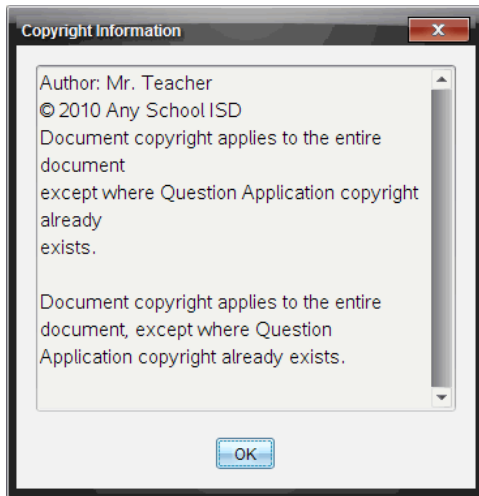 Copyright Information
Author: Mr. Teacher
© 2010 Any School ISD
Document copyright applies to the entire
document
except where Question Application copyright
already
exists.
Document copyright applies to the entire
document, except where Question
Application copyright already exists.
OK